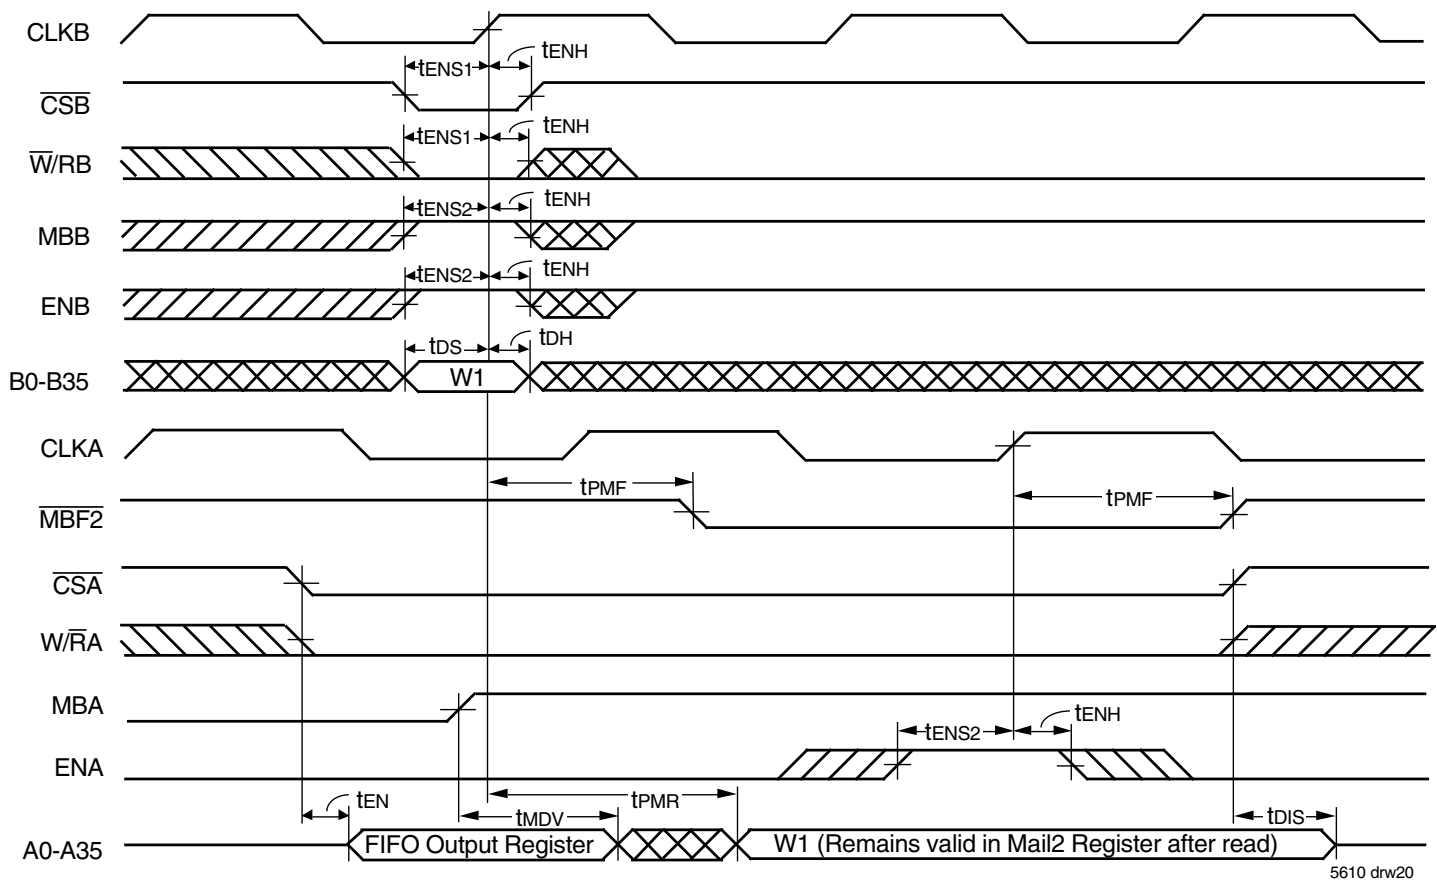 CLKB
tENS1 tENH
CSB
tENS1 tENH
W/RB
tENS2 tENH
MBB
tENS2 tENH
ENB
tDS tDH
B0-B35 W1
CLKA
tPMF tPMF
MBF2
CSA
W/RA
MBA
tENS2 tENH
ENA
tEN tMDV tPMR tDIS
A0-A35 FIFO Output Register W1 (Remains valid in Mail2 Register after read)
5610 drw20